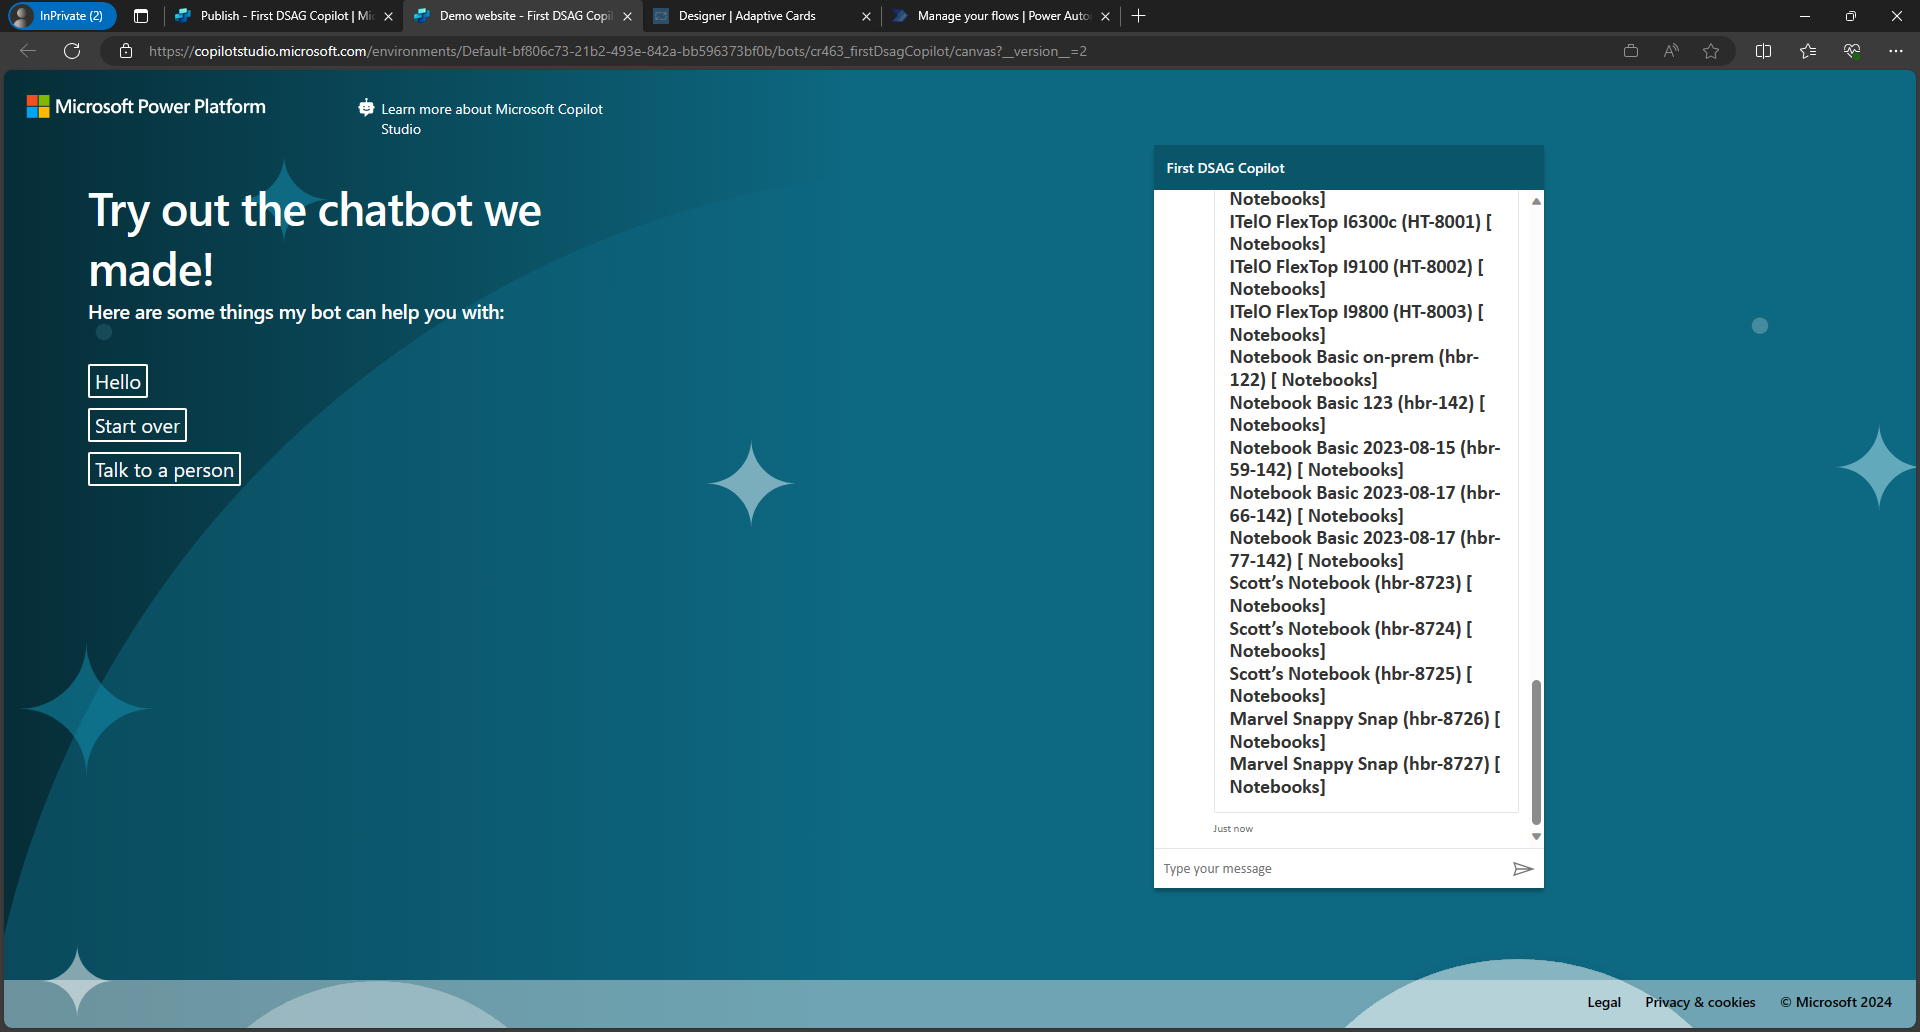 InPrivate (2)
Publish - First DSAG Copilot | Mi
Demo website - First DSAG Copil
Designer | Adaptive Cards
Manage your flows | Power Auto
https://copilotstudio.microsoft.com/environments/Default-bf806c73-21b2-493e-842a-bb596373bf0b/bots/cr463_firstDsagCopilot/canvas?__version__=2
Microsoft Power Platform
Learn more about Microsoft Copilot
Studio
Try out the chatbot we
made!
Here are some things my bot can help you with:
Hello
Start over
Talk to a person
First DSAG Copilot
Notebooks]
ITelO FlexTop I6300c (HT-8001) [
Notebooks]
ITelO FlexTop I9100 (HT-8002) [
Notebooks]
ITelO FlexTop I9800 (HT-8003) [
Notebooks]
Notebook Basic on-prem (hbr-
122) [ Notebooks]
Notebook Basic 123 (hbr-142) [
Notebooks]
Notebook Basic 2023-08-15 (hbr-
59-142) [ Notebooks]
Notebook Basic 2023-08-17 (hbr-
66-142) [ Notebooks]
Notebook Basic 2023-08-17 (hbr-
77-142) [ Notebooks]
Scott's Notebook (hbr-8723) [
Notebooks]
Scott's Notebook (hbr-8724) [
Notebooks]
Scott's Notebook (hbr-8725) [
Notebooks]
Marvel Snappy Snap (hbr-8726) [
Notebooks]
Marvel Snappy Snap (hbr-8727) [
Notebooks]
Just now
Type your message
Legal
Privacy & cookies
© Microsoft 2024